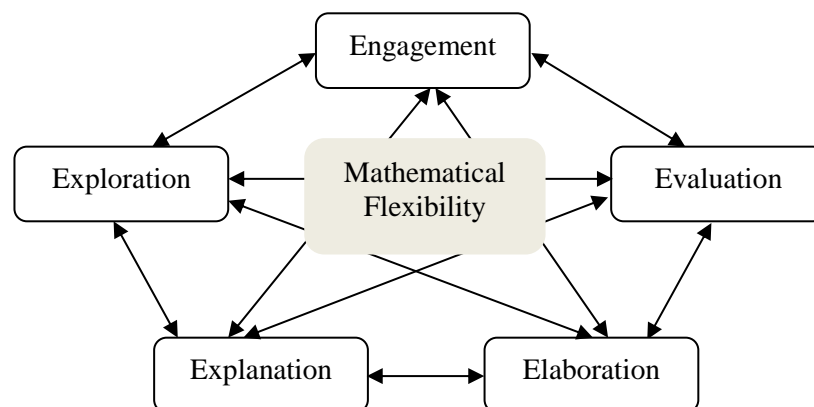 Engagement
Exploration
Mathematical
Flexibility
Evaluation
Explanation
Elaboration